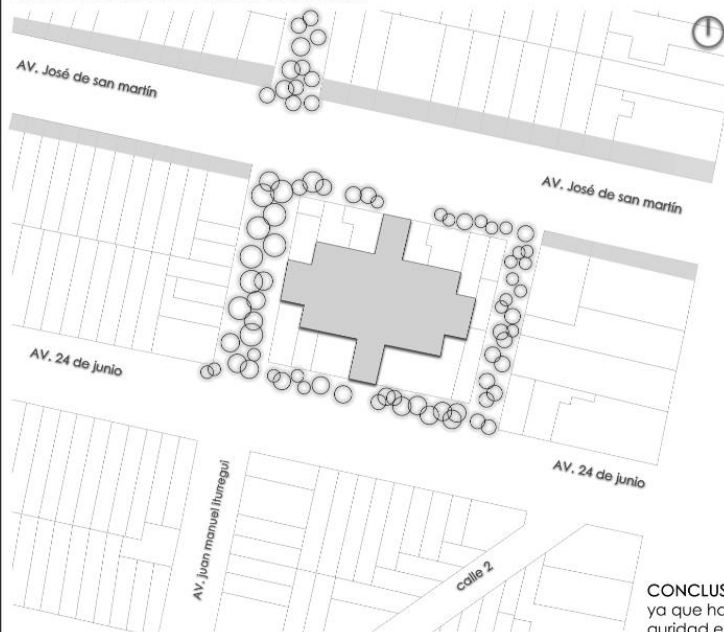 AV. José de san martín
AV. José de san martín
AV. 24 de junio
AV. 24 de junio
AV. juan manuel iturregui
calle 2
CONCLUS
ya que ha
guridad e